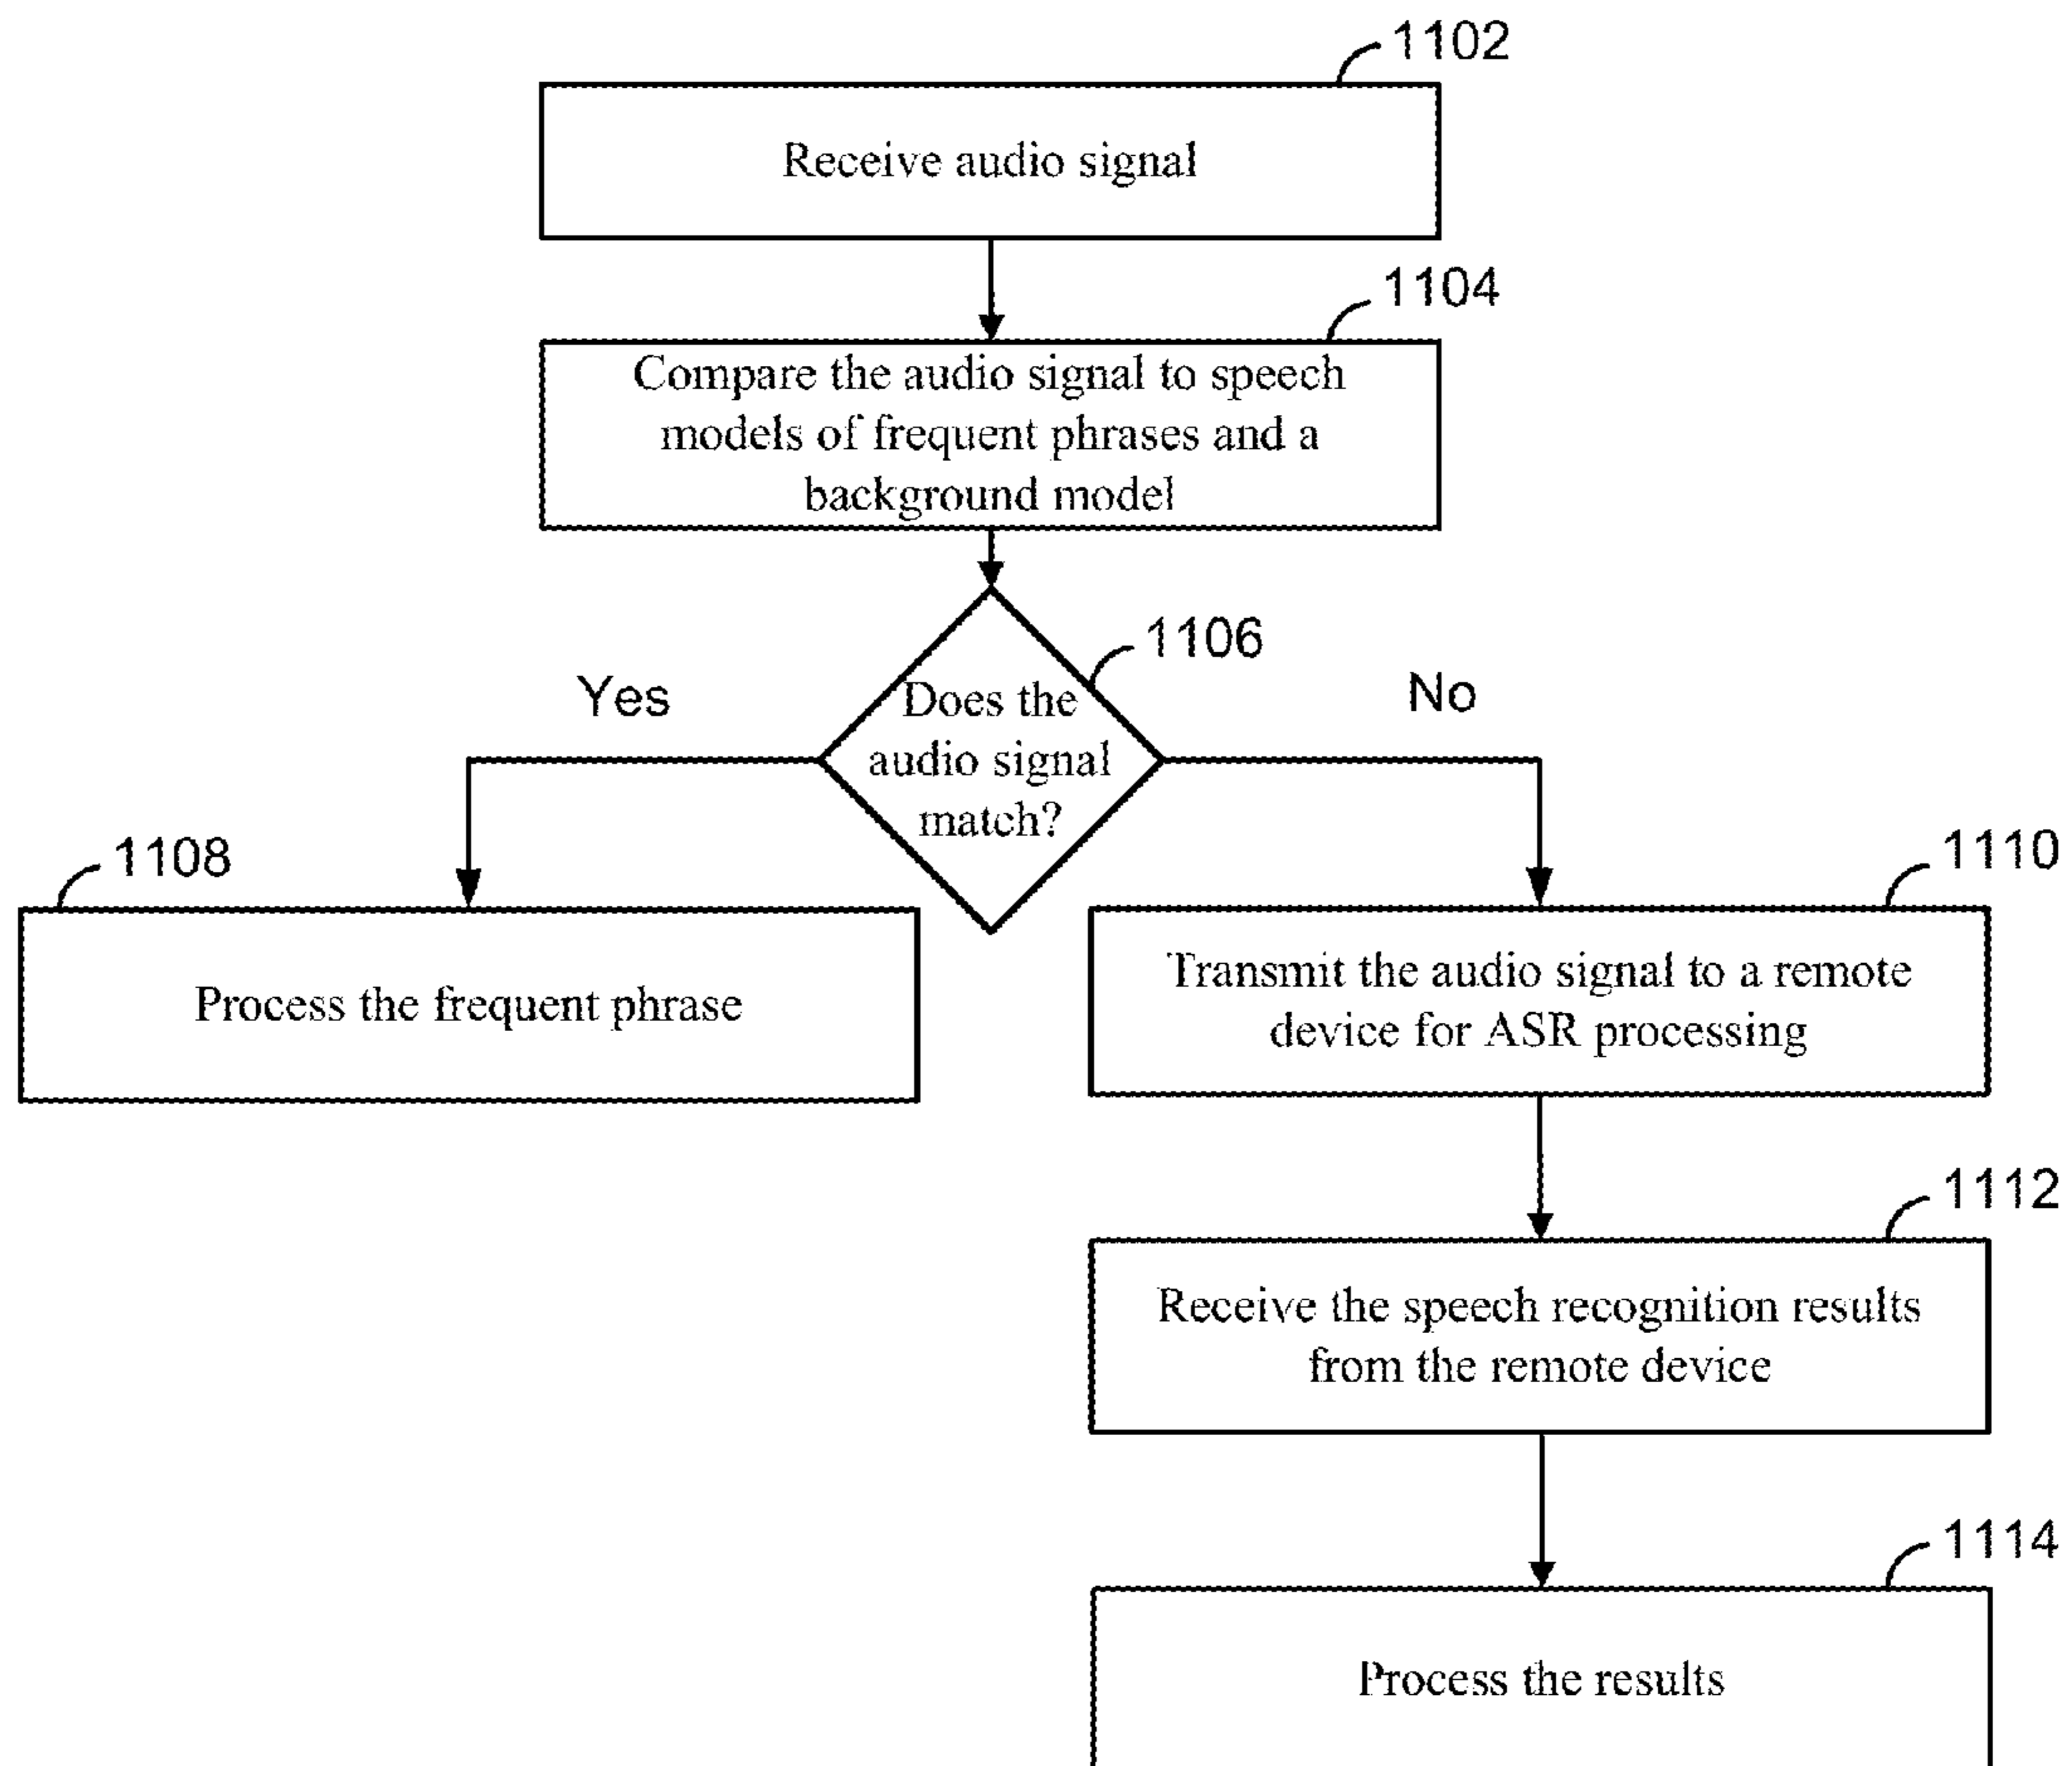 1102
Receive audio signal
1104
Compare the audio signal to speech
models of frequent phrases and a
background model
1106
Yes
No
Does the
audio signal
match?
1108
Process the frequent phrase
1110
Transmit the audio signal to a remote
device for ASR processing
1112
Receive the speech recognition results
from the remote device
1114
Process the results